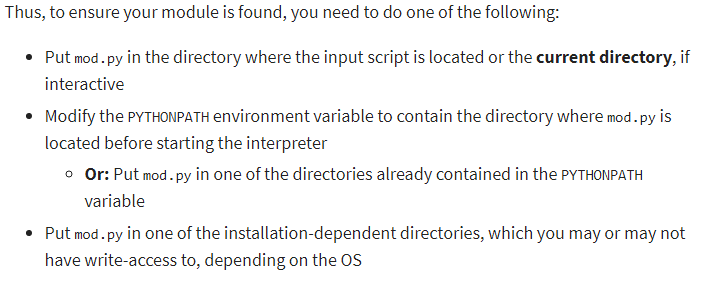 Thus, to ensure your module is found, you need to do one of the following:
• Put mod.py in the directory where the input script is located or the current directory, if
interactive
• Modify the PYTHONPATH environment variable to contain the directory where mod.py is
located before starting the interpreter
◦ Or: Put mod.py in one of the directories already contained in the PYTHONPATH
variable
• Put mod.py in one of the installation-dependent directories, which you may or may not
have write-access to, depending on the OS